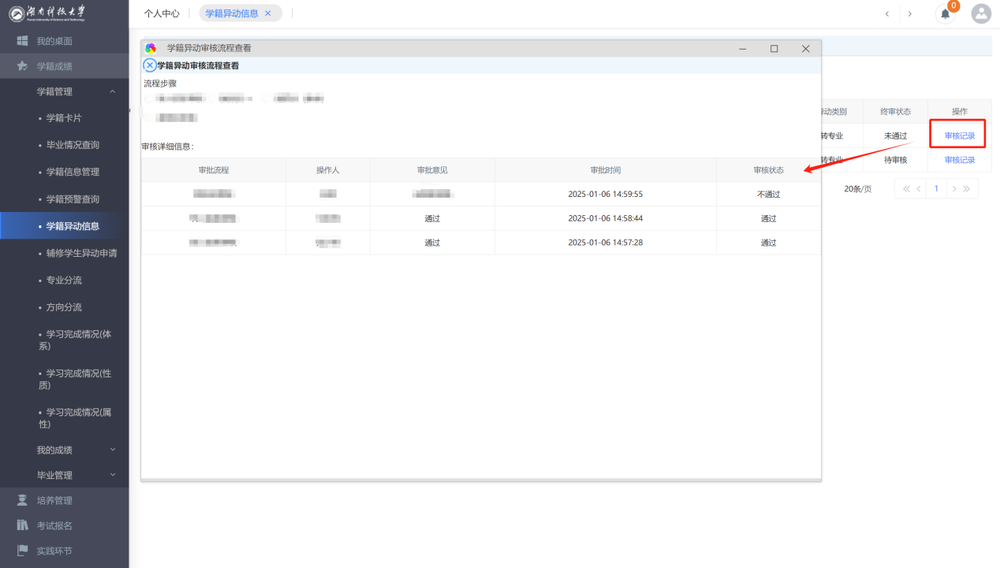 湖南科技大学
Hunan University of Science and Technology
个人中心
学籍异动信息 ×
0
我的桌面
学籍成绩
学籍管理
• 学籍卡片
• 毕业情况查询
• 学籍信息管理
• 学籍预警查询
• 学籍异动信息
• 辅修学生异动申请
• 专业分流
• 方向分流
• 学习完成情况(体
系)
• 学习完成情况(性
质)
• 学习完成情况(属
性)
我的成绩
毕业管理
培养管理
考试报名
实践环节
学籍异动审核流程查看
学籍异动审核流程查看
流程步骤
审核详细信息：
审批流程 操作人 审批意见 审批时间 审核状态
2025-01-06 14:59:55 不通过
通过 2025-01-06 14:58:44 通过
通过 2025-01-06 14:57:28 通过
异动类别 终审状态 操作
转专业 未通过 审核记录
转专业 待审核 审核记录
20条/页 1